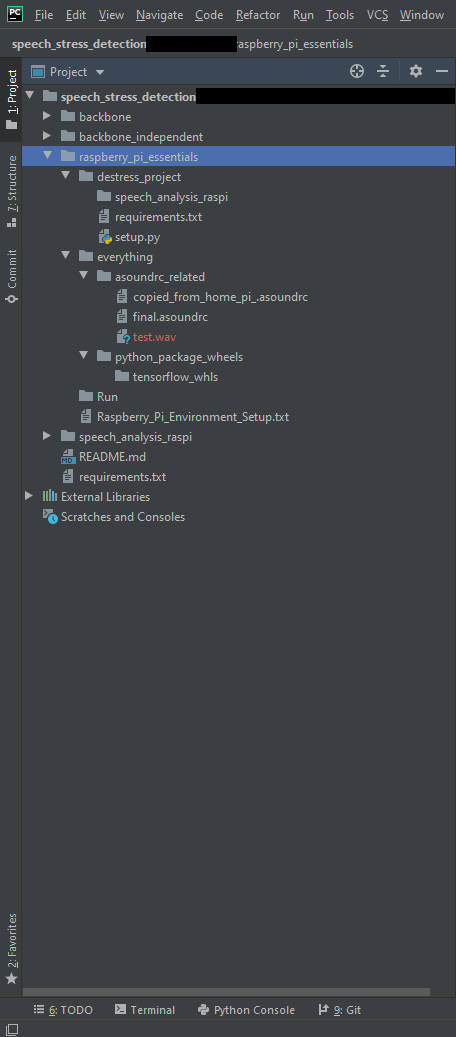 PC File Edit View Navigate Code Refactor Run Tools VCS Window
speech_stress_detection raspberry_pi_essentials
1: Project
Project
speech_stress_detection
backbone
backbone_independent
raspberry_pi_essentials
destress_project
speech_analysis_raspi
requirements.txt
setup.py
everything
asoundrc_related
copied_from_home_pi_.asoundrc
final.asoundrc
test.wav
python_package_wheels
tensorflow_whls
Run
Raspberry_Pi_Environment_Setup.txt
speech_analysis_raspi
MD README.md
requirements.txt
External Libraries
Scratches and Consoles
7: Structure
Commit
2: Favorites
6: TODO Terminal Python Console 9: Git